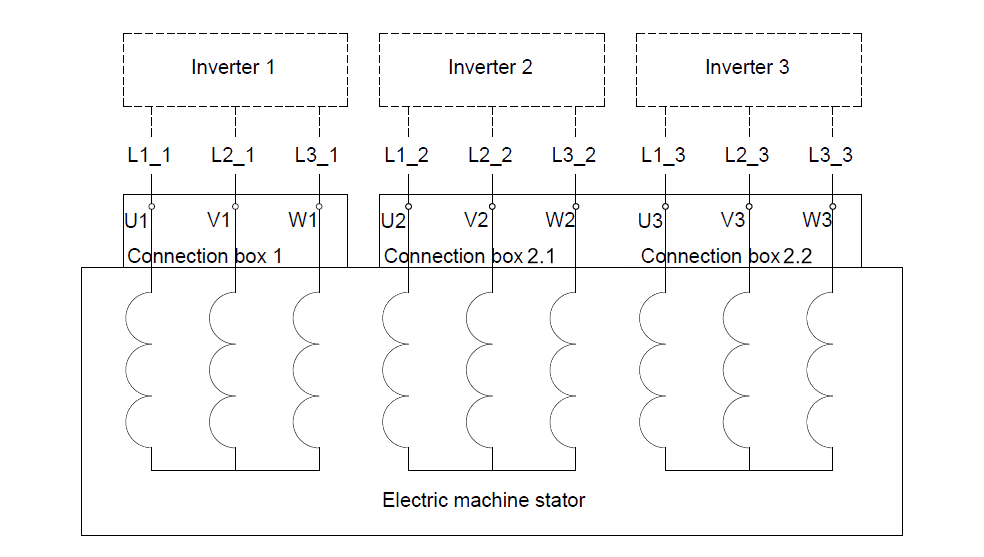 Inverter 1 Inverter 2 Inverter 3
L1_1 L2_1 L3_1 L1_2 L2_2 L3_2 L1_3 L2_3 L3_3
U1 V1 W1 U2 V2 W2 U3 V3 W3
Connection box 1 Connection box 2.1 Connection box 2.2
Electric machine stator